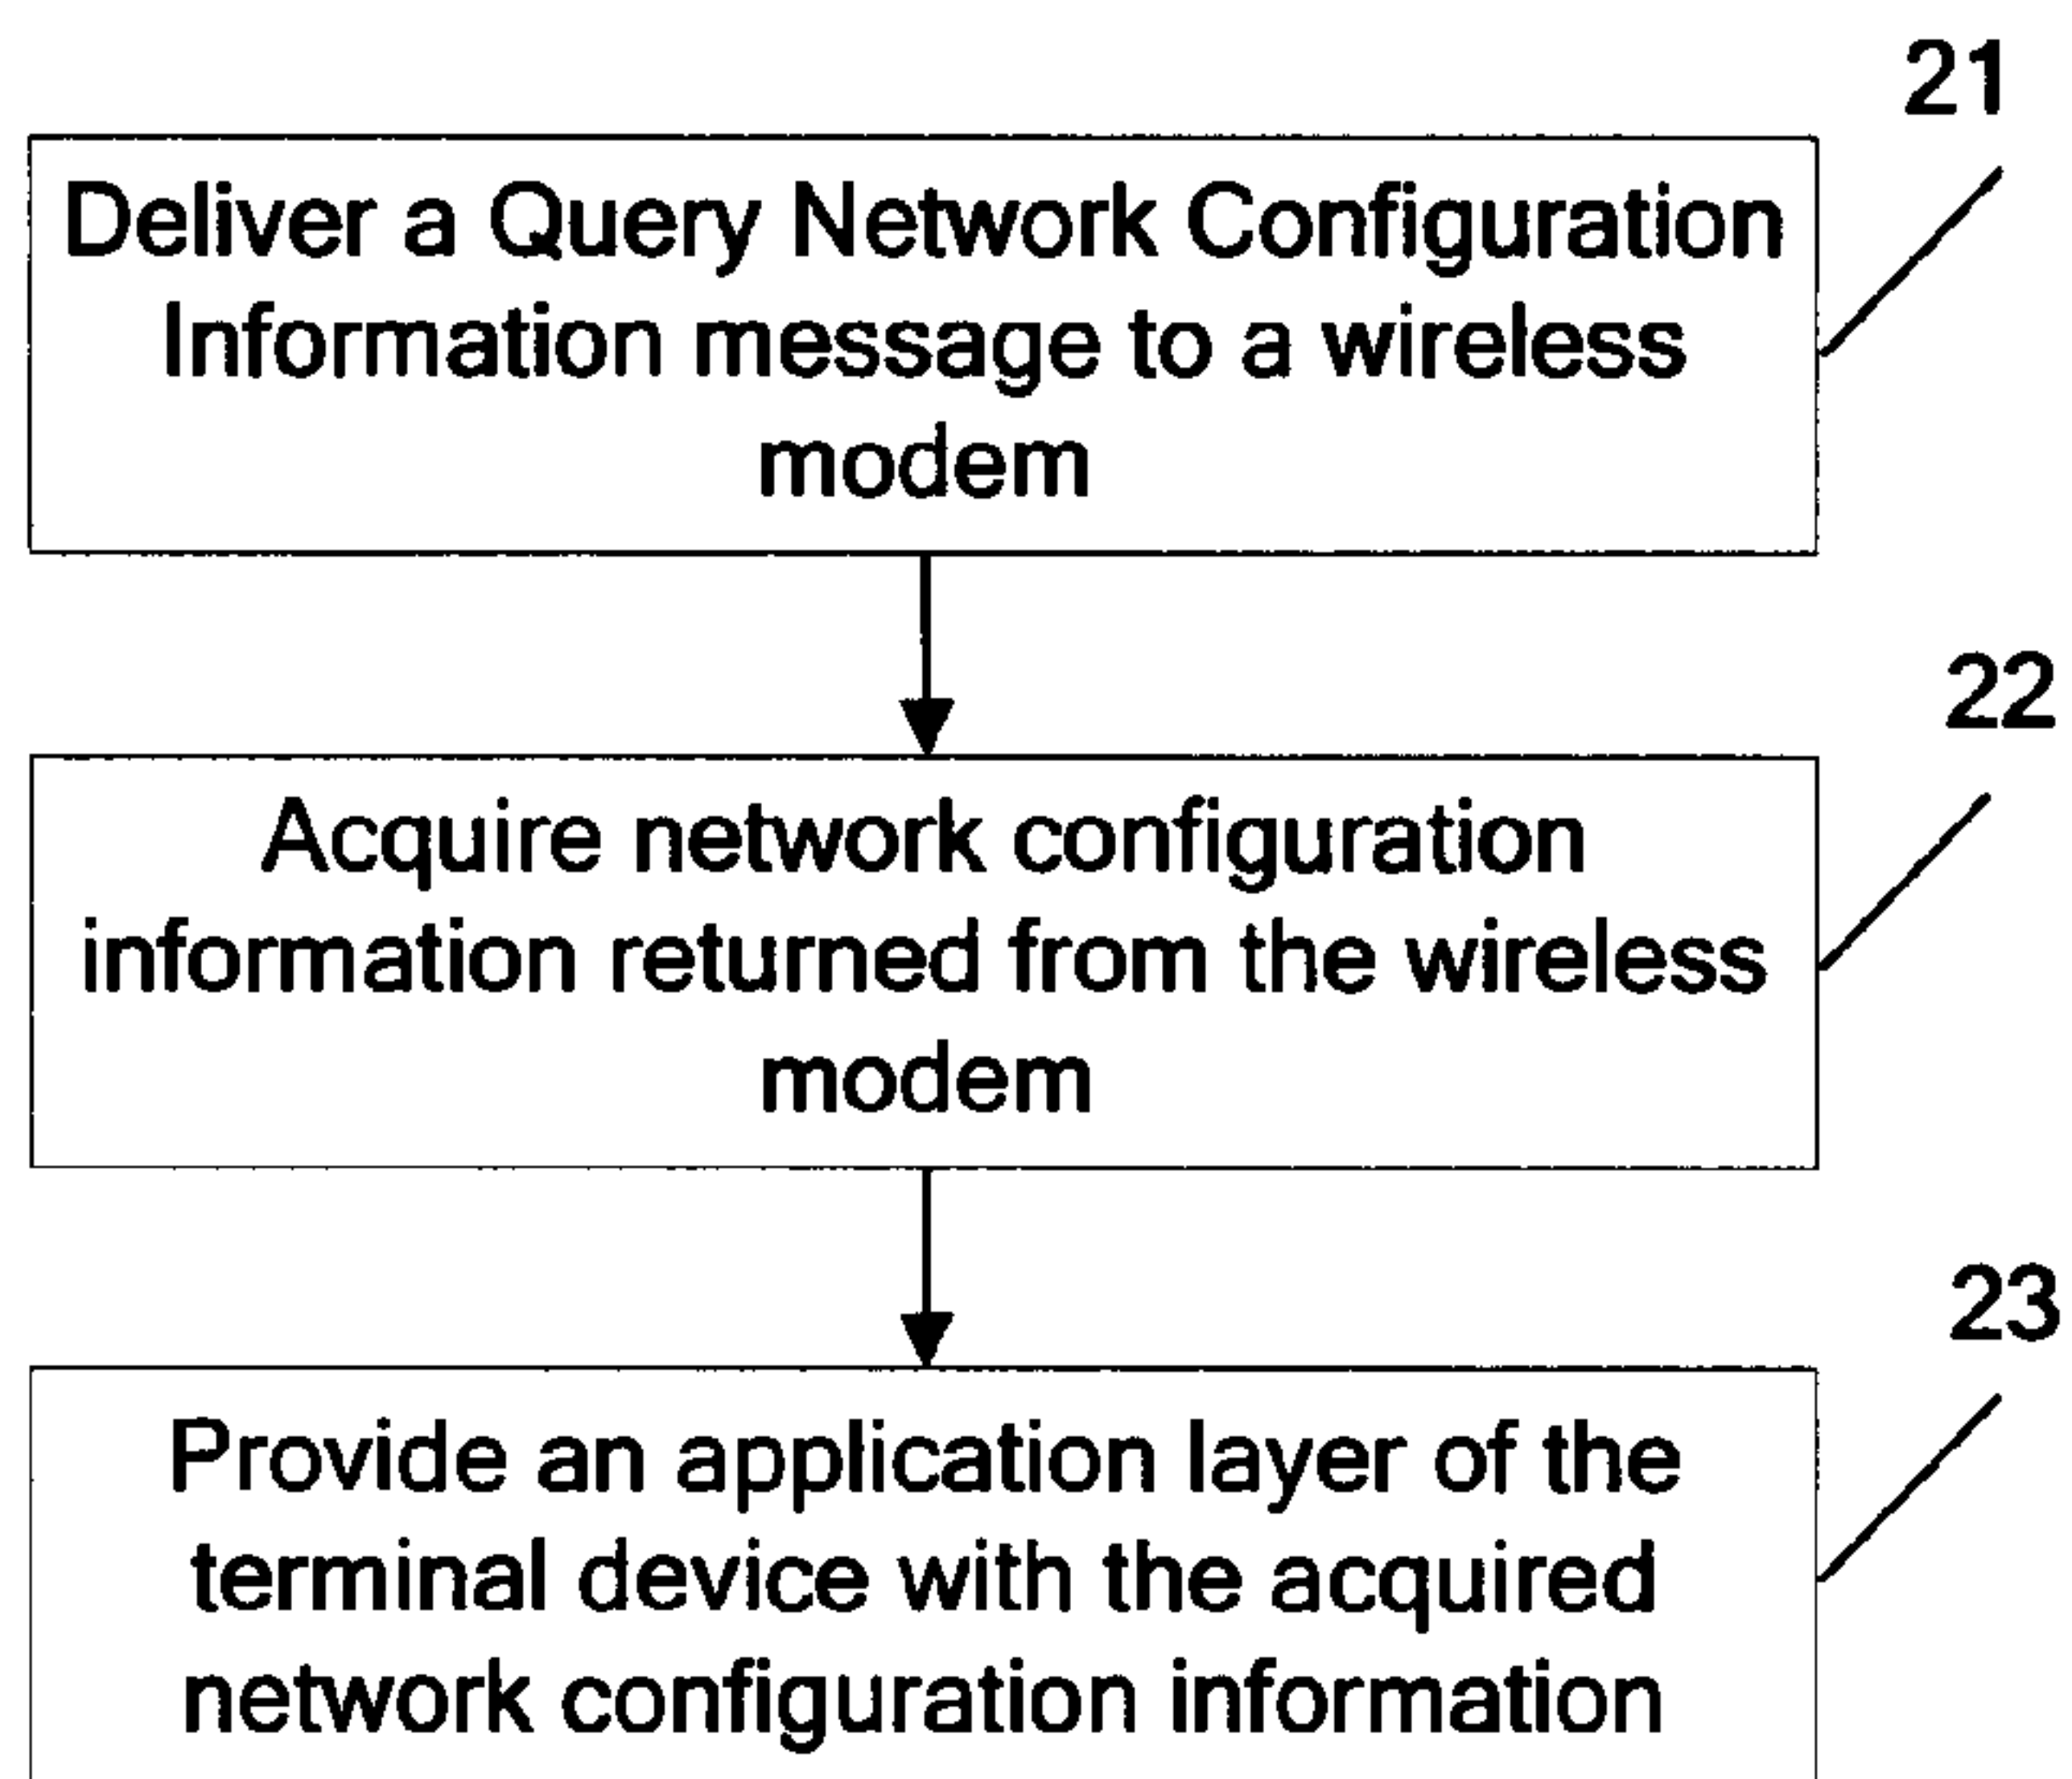 21
Deliver a Query Network Configuration
Information message to a wireless
modem
22
Acquire network configuration
information returned from the wireless
modem
23
Provide an application layer of the
terminal device with the acquired
network configuration information